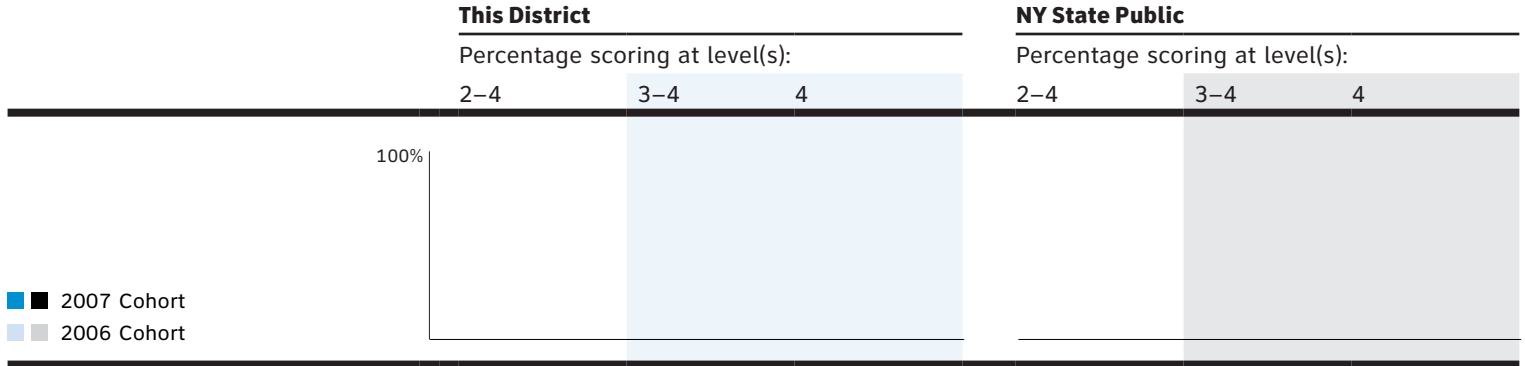 This District NY State Public
Percentage scoring at level(s): Percentage scoring at level(s):
2–4 3–4 4 2–4 3–4 4
100%
2007 Cohort
2006 Cohort